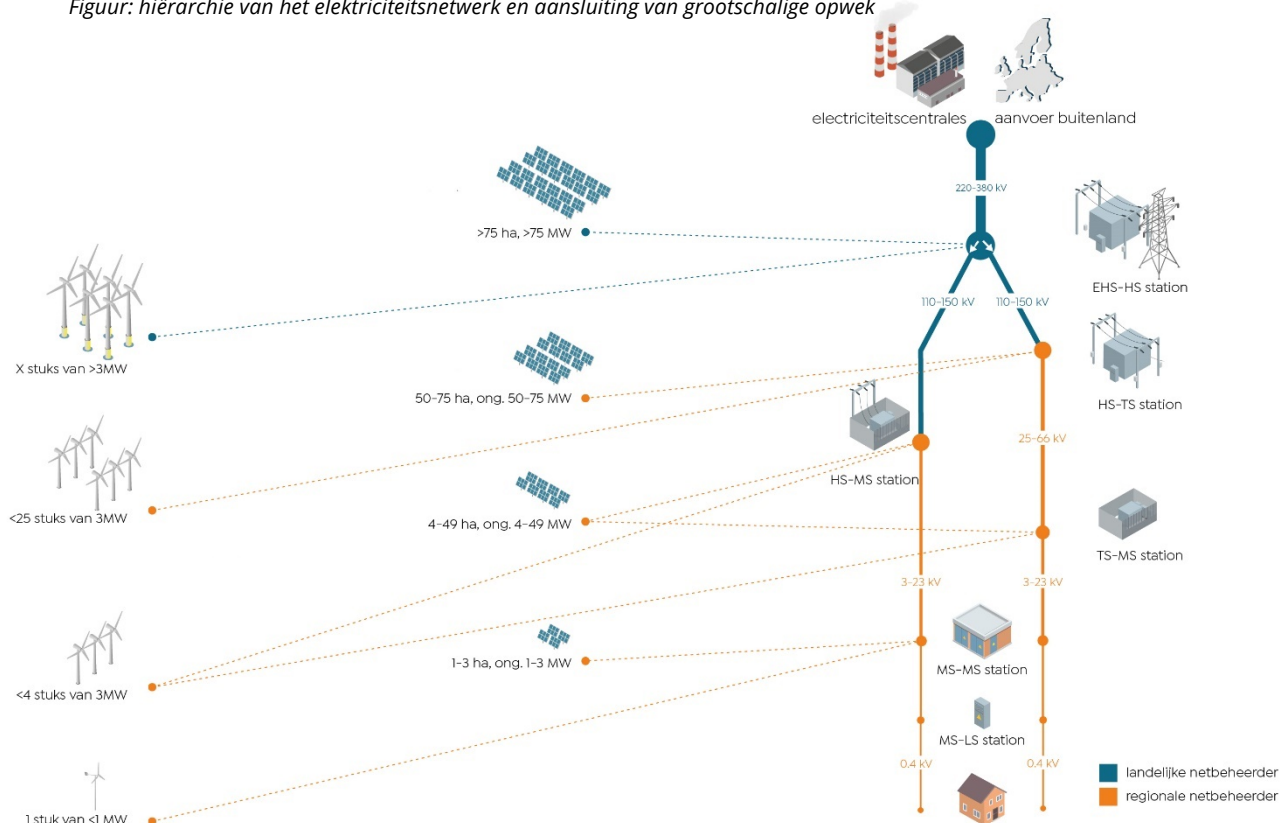 Figuur: hiërarchie van het elektriciteitsnetwerk en aansluiting van grootschalige opwek
electriciteitscentrales
aanvoer buitenland
220-380 kV
>75 ha, >75 MW
EHS-HS station
110-150 kV
110-150 kV
X stuks van >3MW
50-75 ha, ong. 50-75 MW
HS-TS station
25-66 kV
HS-MS station
<25 stuks van 3MW
4-49 ha, ong. 4-49 MW
TS-MS station
3-23 kV
3-23 kV
1-3 ha, ong. 1-3 MW
MS-MS station
<4 stuks van 3MW
MS-LS station
0.4 kV
0.4 kV
landelijke netbeheerder
regionale netbeheerder
1 stuk van <1 MW